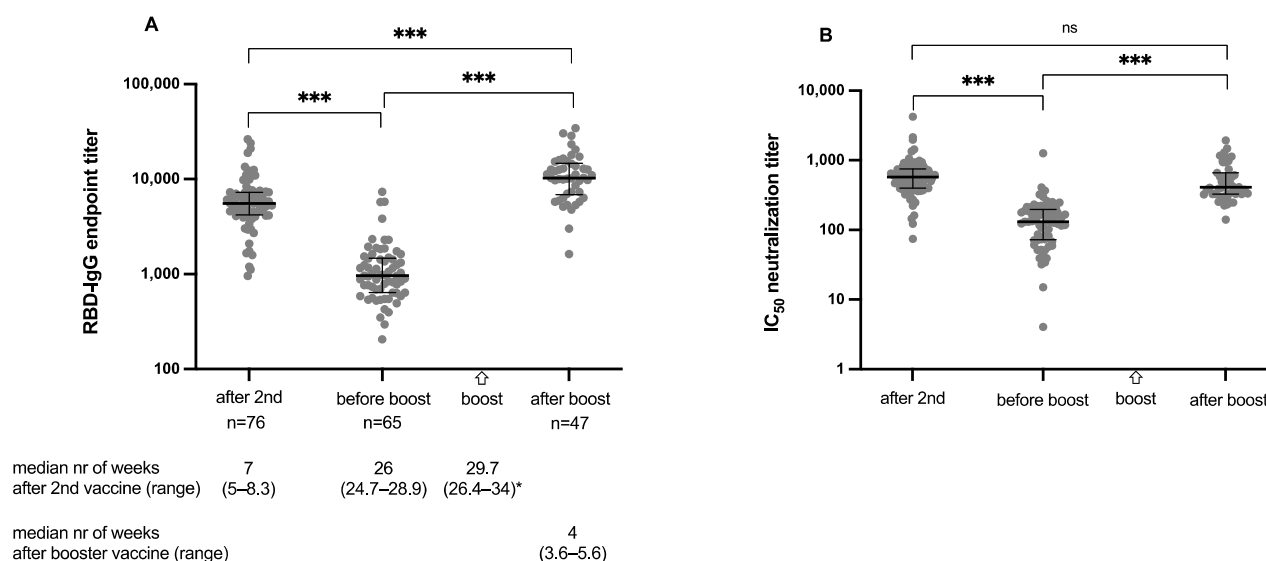 A
***
***
***
100,000
10,000
1,000
100
RBD-IgG endpoint titer
after 2nd before boost boost after boost
n=76 n=65 n=47
median nr of weeks 7 26 29.7
after 2nd vaccine (range) (5–8.3) (24.7–28.9) (26.4–34)*
median nr of weeks 4
after booster vaccine (range) (3.6–5.6)
B
ns
***
***
10,000
1,000
100
10
1
IC50 neutralization titer
after 2nd before boost boost after boost